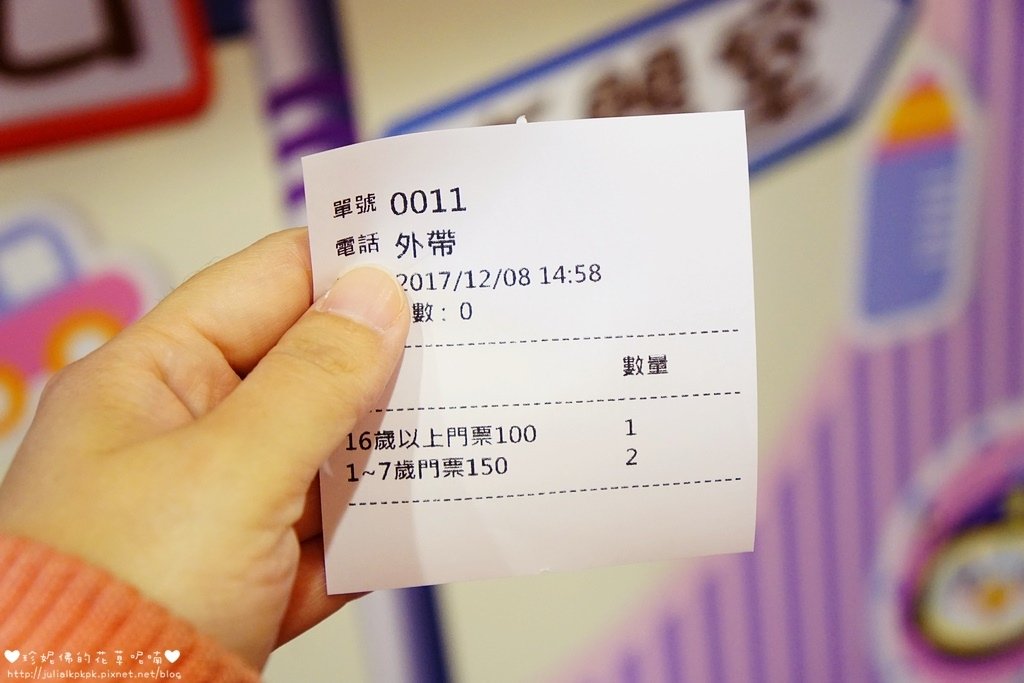 單號 0011
電話 外帶
2017/12/08 14:58
數: 0
數量
16歲以上門票100 1
1~7歲門票150 2
♥珍妮佛的花草呢喃♥
http://julialkpkpk.pixnet.net/blog